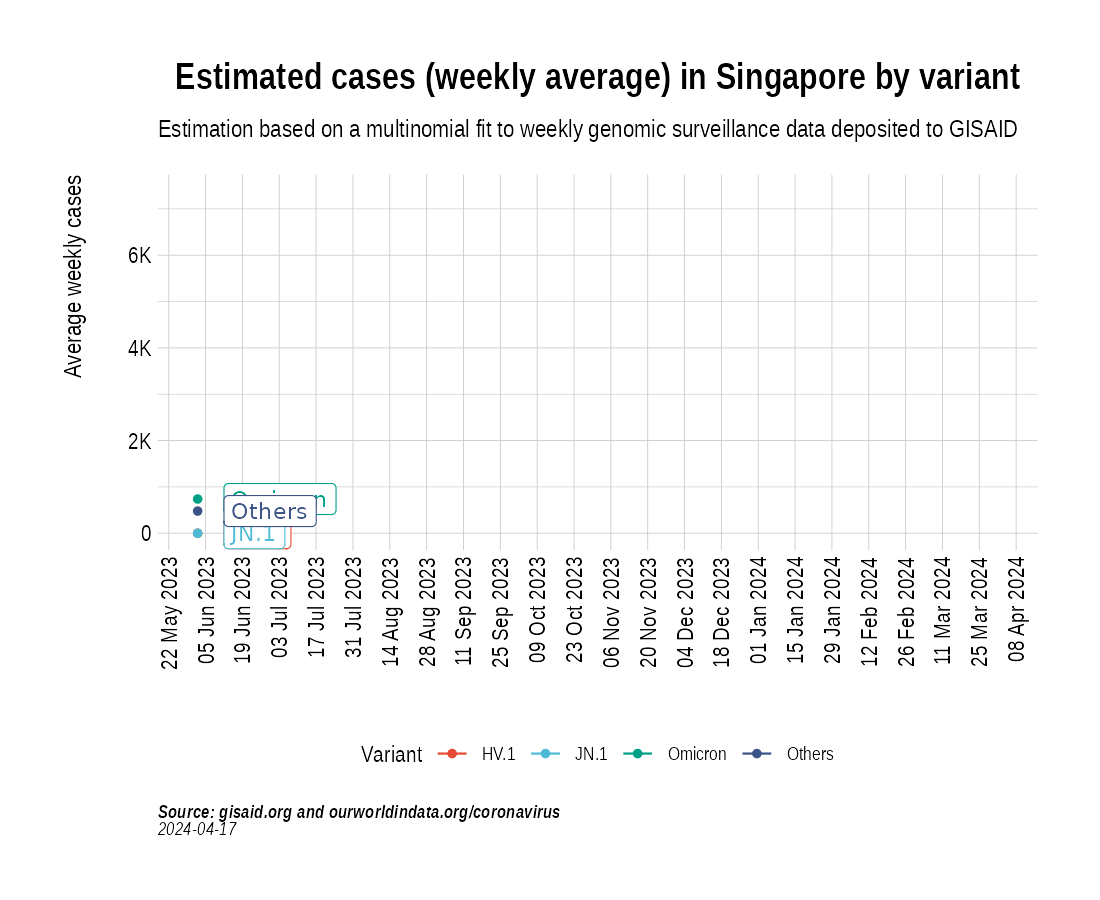 Estimated cases (weekly average) in Singapore by variant
Estimation based on a multinomial fit to weekly genomic surveillance data deposited to GISAID
Average weekly cases
6K
4K
2K
0
Others
JN.1
22 May 2023
05 Jun 2023
19 Jun 2023
03 Jul 2023
17 Jul 2023
31 Jul 2023
14 Aug 2023
28 Aug 2023
11 Sep 2023
25 Sep 2023
09 Oct 2023
23 Oct 2023
06 Nov 2023
20 Nov 2023
04 Dec 2023
18 Dec 2023
01 Jan 2024
15 Jan 2024
29 Jan 2024
12 Feb 2024
26 Feb 2024
11 Mar 2024
25 Mar 2024
08 Apr 2024
Variant HV.1 JN.1 Omicron Others
Source: gisaid.org and ourworldindata.org/coronavirus
2024-04-17